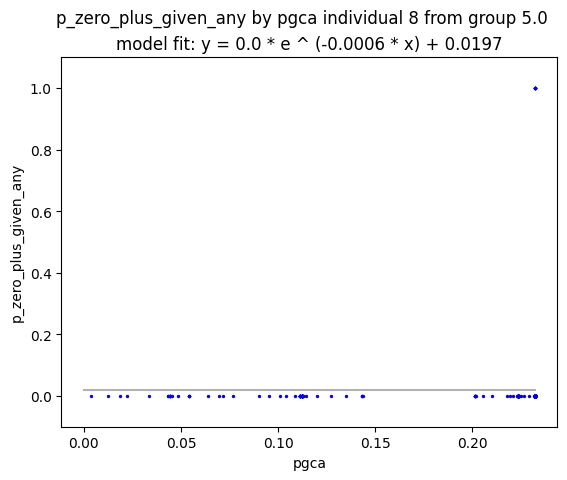 p_zero_plus_given_any by pgca individual 8 from group 5.0
model fit: y = 0.0 * e ^ (-0.0006 * x) + 0.0197
1.0
0.8
0.6
0.4
0.2
0.0
p_zero_plus_given_any
0.00 0.05 0.10 0.15 0.20
pgca